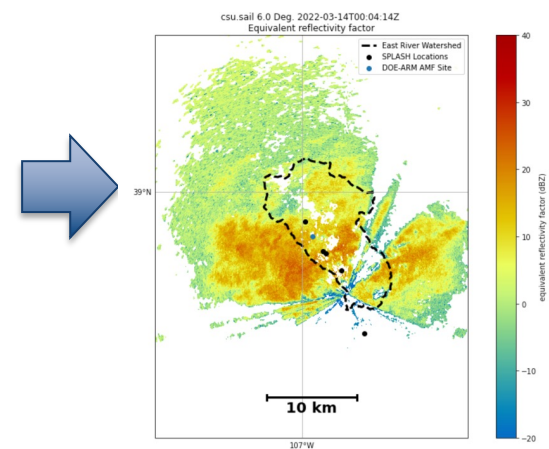 csu.sail 6.0 Deg. 2022-03-14T00:04:14Z
Equivalent reflectivity factor
East River Watershed
SPLASH Locations
DOE-ARM AMF Site
39°N
10 km
107°W
40
30
20
10
0
−10
−20
equivalent reflectivity factor (dBZ)